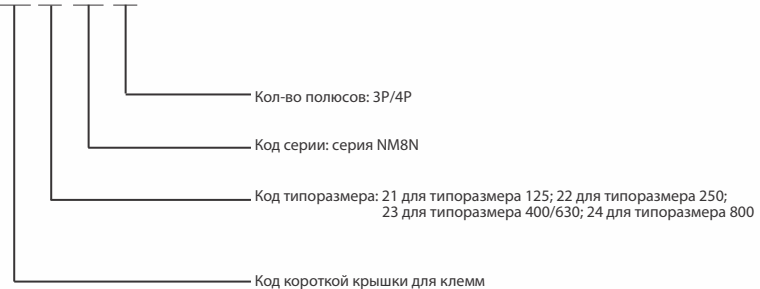 Кол-во полюсов: 3P/4P
Код серии: серия NM8N
Код типоразмера: 21 для типоразмера 125; 22 для типоразмера 250;
23 для типоразмера 400/630; 24 для типоразмера 800
Код короткой крышки для клемм